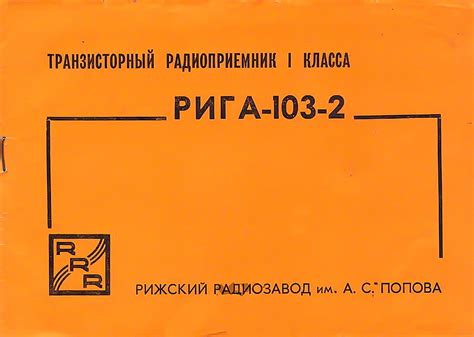 ТРАНЗИСТОРНЫЙ РАДИОПРИЕМНИК I КЛАССА
РИГА-103-2
RRR
РИЖСКИЙ РАДИОЗАВОД им. А. С. ПОПОВА